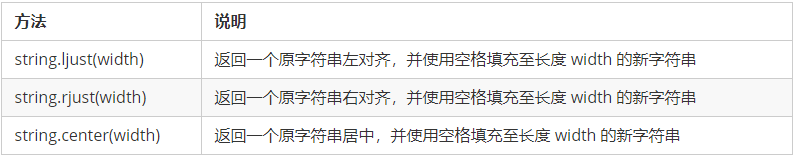 方法 说明
string.ljust(width) 返回一个原字符串左对齐，并使用空格填充至长度 width 的新字符串
string.rjust(width) 返回一个原字符串右对齐，并使用空格填充至长度 width 的新字符串
string.center(width) 返回一个原字符串居中，并使用空格填充至长度 width 的新字符串